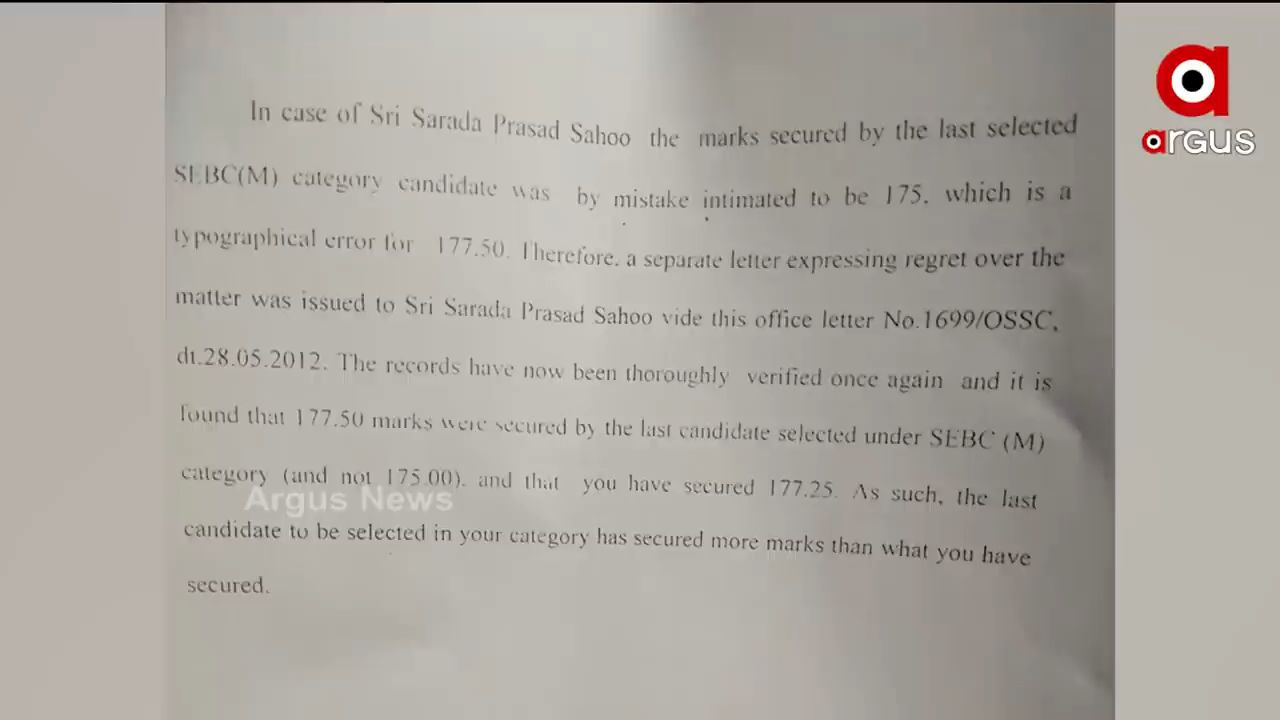 In case of Sri Sarada Prasad Sahoo the marks secured by the last selected
SEBC(M) category candidate was by mistake intimated to be 175, which is a
typographical error for 177.50. Therefore, a separate letter expressing regret over the
matter was issued to Sri Sarada Prasad Sahoo vide this office letter No.1699/OSSC,
dt.28.05.2012. The records have now been thoroughly verified once again and it is
found that 177.50 marks were secured by the last candidate selected under SEBC (M)
category (and not 175.00), and that you have secured 177.25. As such, the last
candidate to be selected in your category has secured more marks than what you have
secured.
Argus News
argus